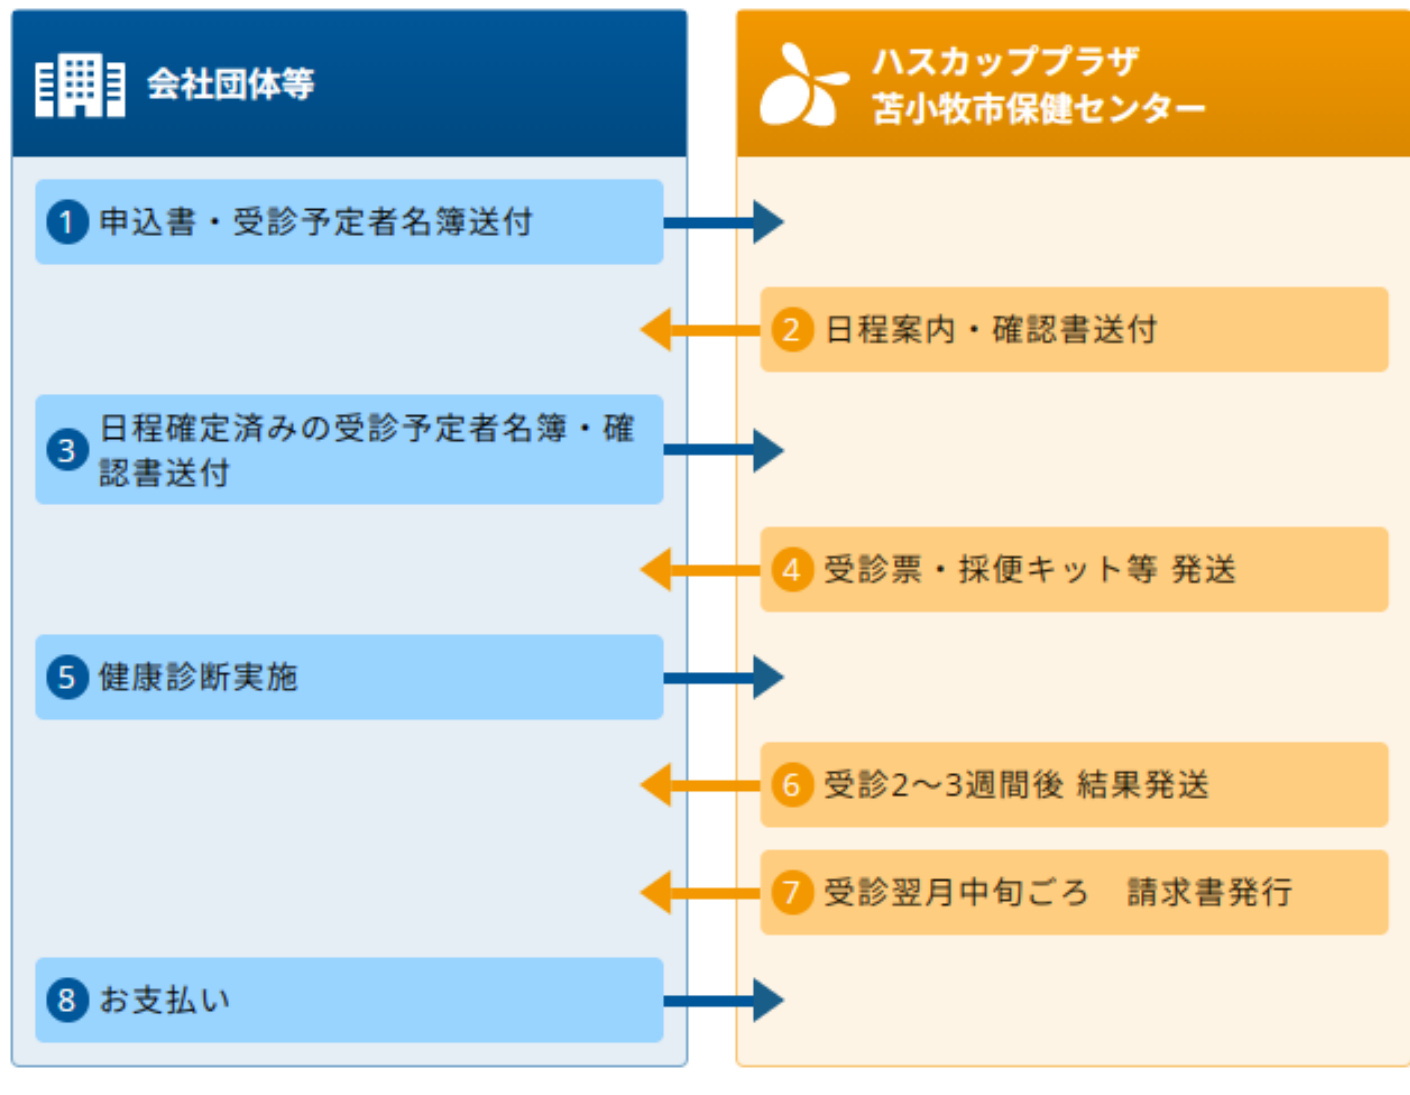 会社団体等
ハスカッププラザ
苫小牧市保健センター
1 申込書・受診予定者名簿送付
2 日程案内・確認書送付
3 日程確定済みの受診予定者名簿・確
認書送付
4 受診票・採便キット等 発送
5 健康診断実施
6 受診2～3週間後 結果発送
7 受診翌月中旬ごろ　請求書発行
8 お支払い